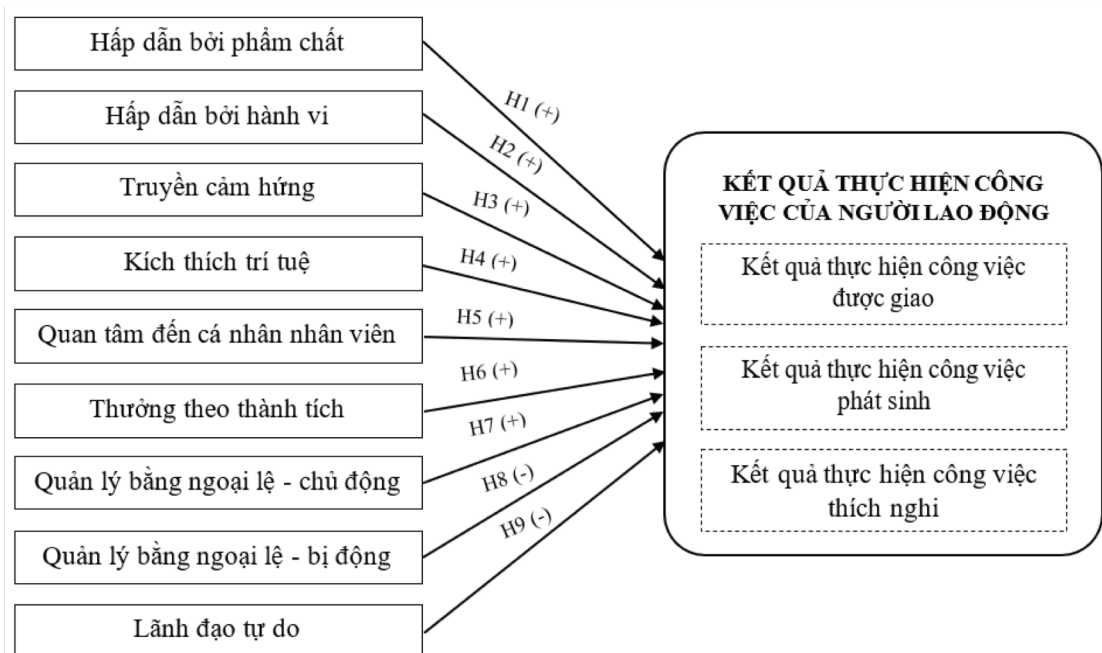 Hấp dẫn bởi phẩm chất
Hấp dẫn bởi hành vi
Truyền cảm hứng
Kích thích trí tuệ
Quan tâm đến cá nhân nhân viên
Thưởng theo thành tích
Quản lý bằng ngoại lệ - chủ động
Quản lý bằng ngoại lệ - bị động
Lãnh đạo tự do
H1 (+)
H2 (+)
H3 (+)
H4 (+)
H5 (+)
H6 (+)
H7 (+)
H8 (-)
H9 (-)
KẾT QUẢ THỰC HIỆN CÔNG
VIỆC CỦA NGƯỜI LAO ĐỘNG
Kết quả thực hiện công việc
được giao
Kết quả thực hiện công việc
phát sinh
Kết quả thực hiện công việc
thích nghi